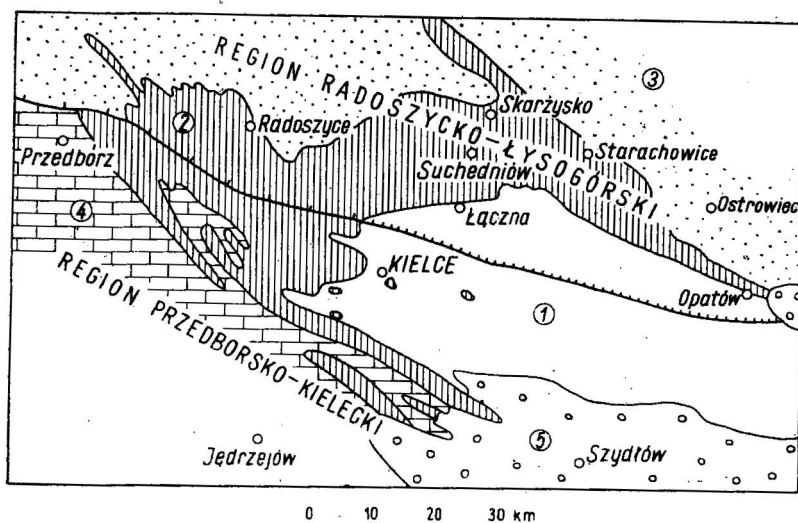 REGION RADOSZYCKO-ŁYSOGÓRSKI
3
Skarżysko
2
Radoszyce
Przedbórz
Suchedniów
Starachowice
4
Ostrowiec
Łączna
KIELCE
Opatów
1
REGION PRZEDBORSKO-KIELECKI
5
Jędrzejów
Szydłów
0 10 20 30 km